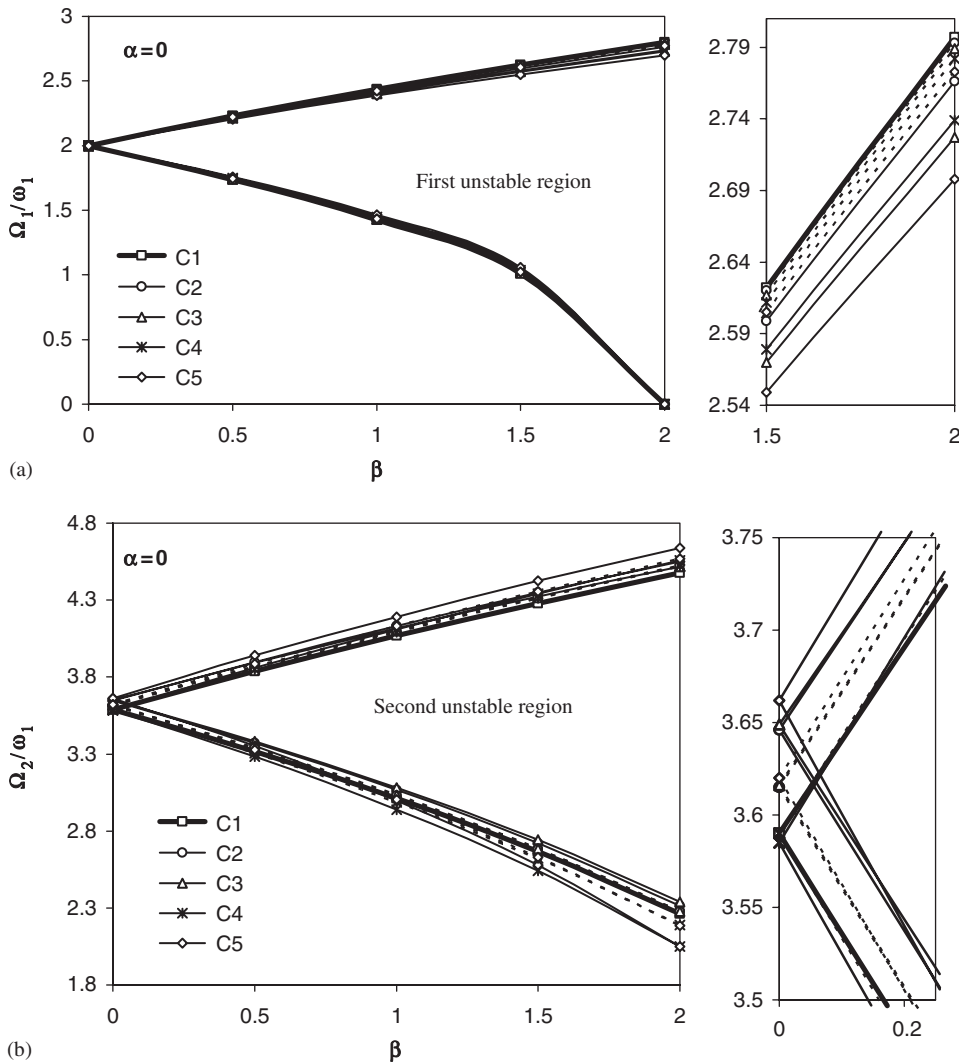 3
2.5
2
1.5
1
0.5
0
α=0
Ω₁/ω₁
First unstable region
C1
C2
C3
C4
C5
0 0.5 1 1.5 2
β
(a)
2.79
2.74
2.69
2.64
2.59
2.54
1.5 2
4.8
4.3
3.8
3.3
2.8
2.3
1.8
α=0
Ω₂/ω₁
Second unstable region
C1
C2
C3
C4
C5
0 0.5 1 1.5 2
β
(b)
3.75
3.7
3.65
3.6
3.55
3.5
0 0.2